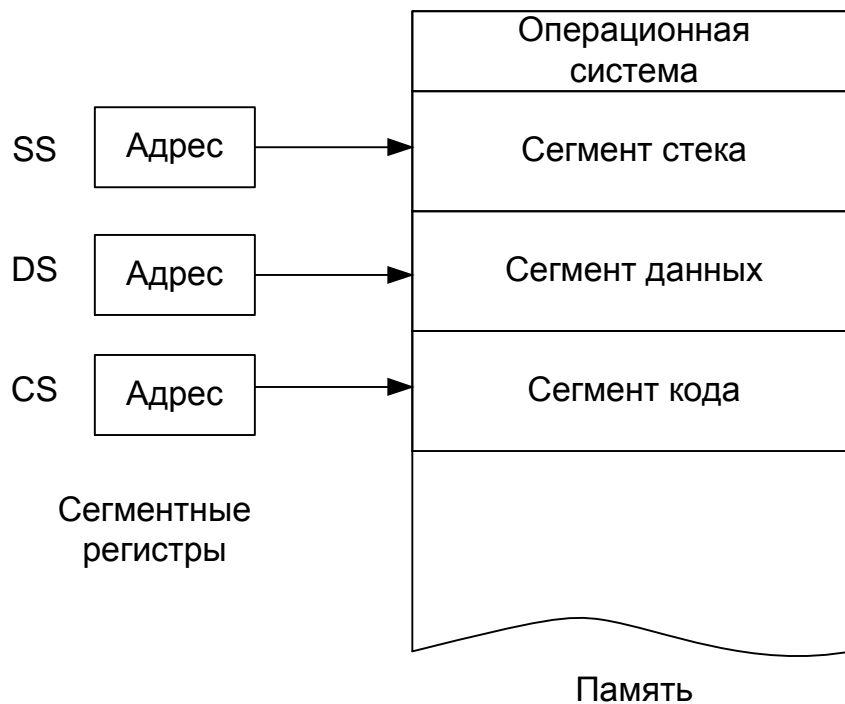 Операционная
система
SS Адрес Сегмент стека
DS Адрес Сегмент данных
CS Адрес Сегмент кода
Сегментные
регистры
Память